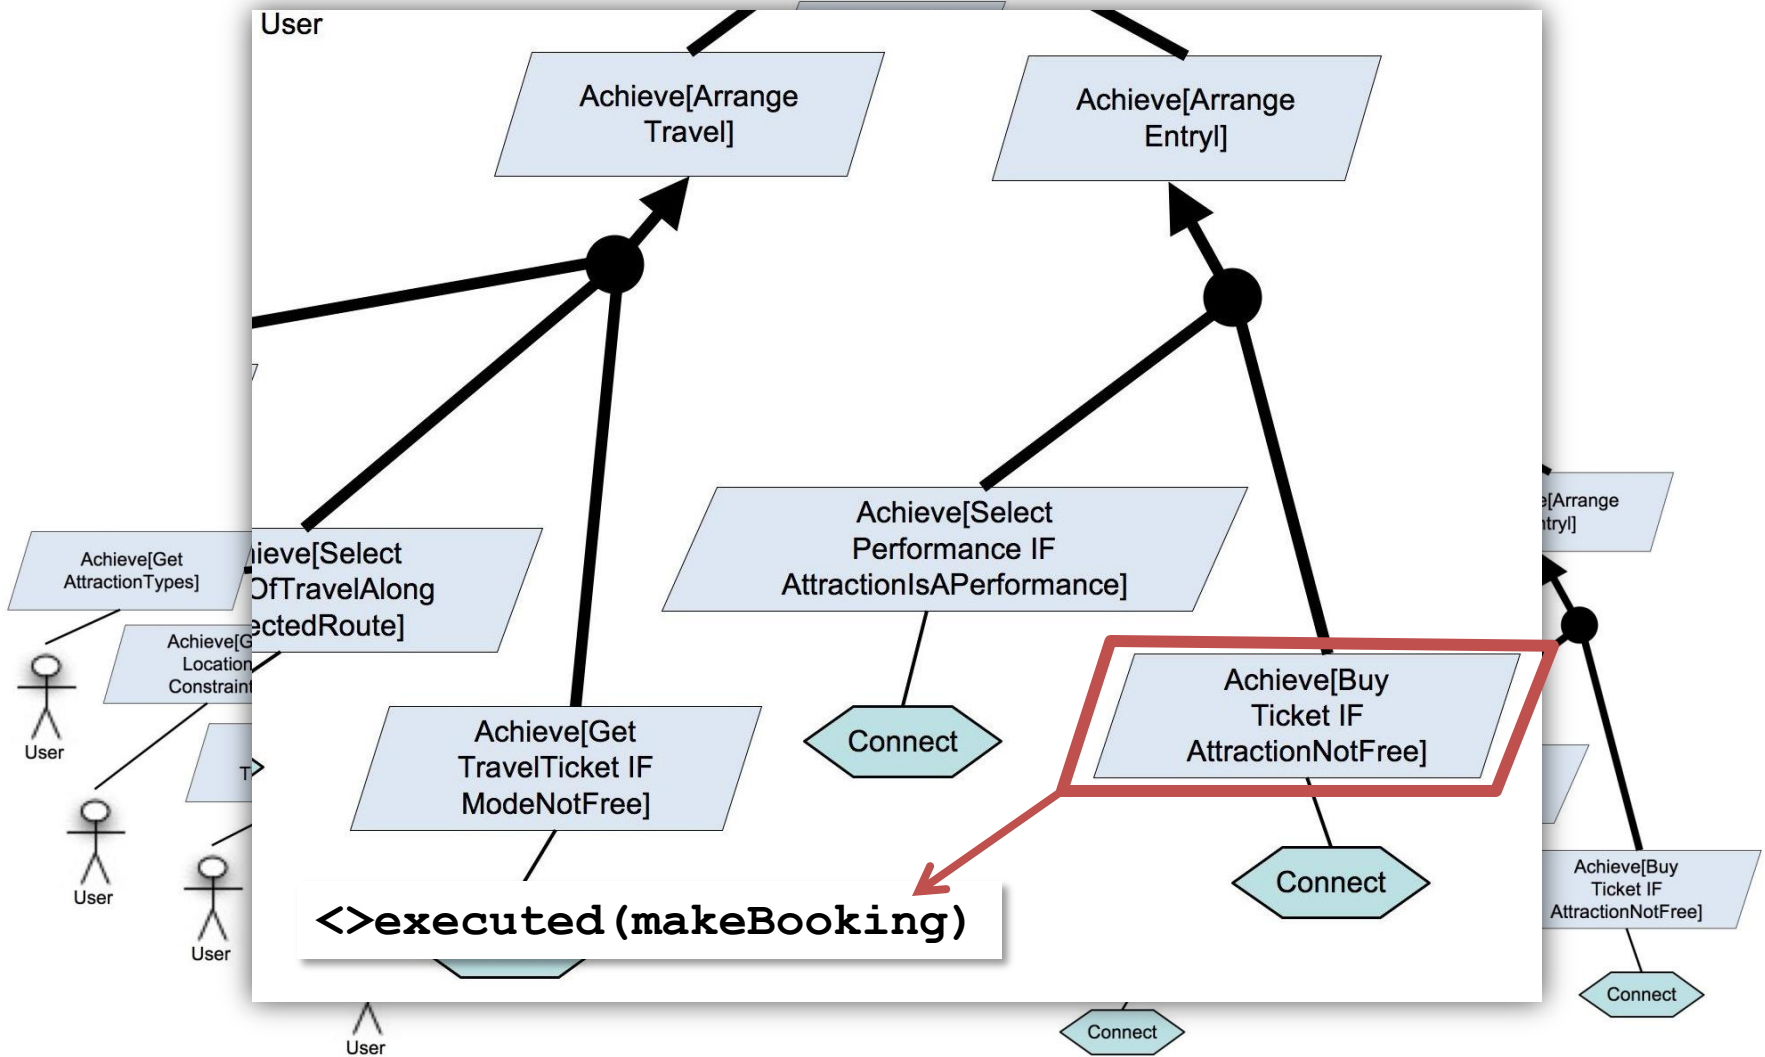 User
Achieve[Arrange
Travel]
Achieve[Arrange
Entryl]
Achieve[Select
Performance IF
AttractionIsAPerformance]
ieve[Select
OfTravelAlong
ectedRoute]
Achieve[Get
TravelTicket IF
ModeNotFree]
Connect
Achieve[Buy
Ticket IF
AttractionNotFree]
Connect
<>executed(makeBooking)
Achieve[Get
AttractionTypes]
User
Achieve[G
Location
Constraint
User
T
User
User
Connect
[Arrange
ntryl]
Achieve[Buy
Ticket IF
AttractionNotFree]
Connect